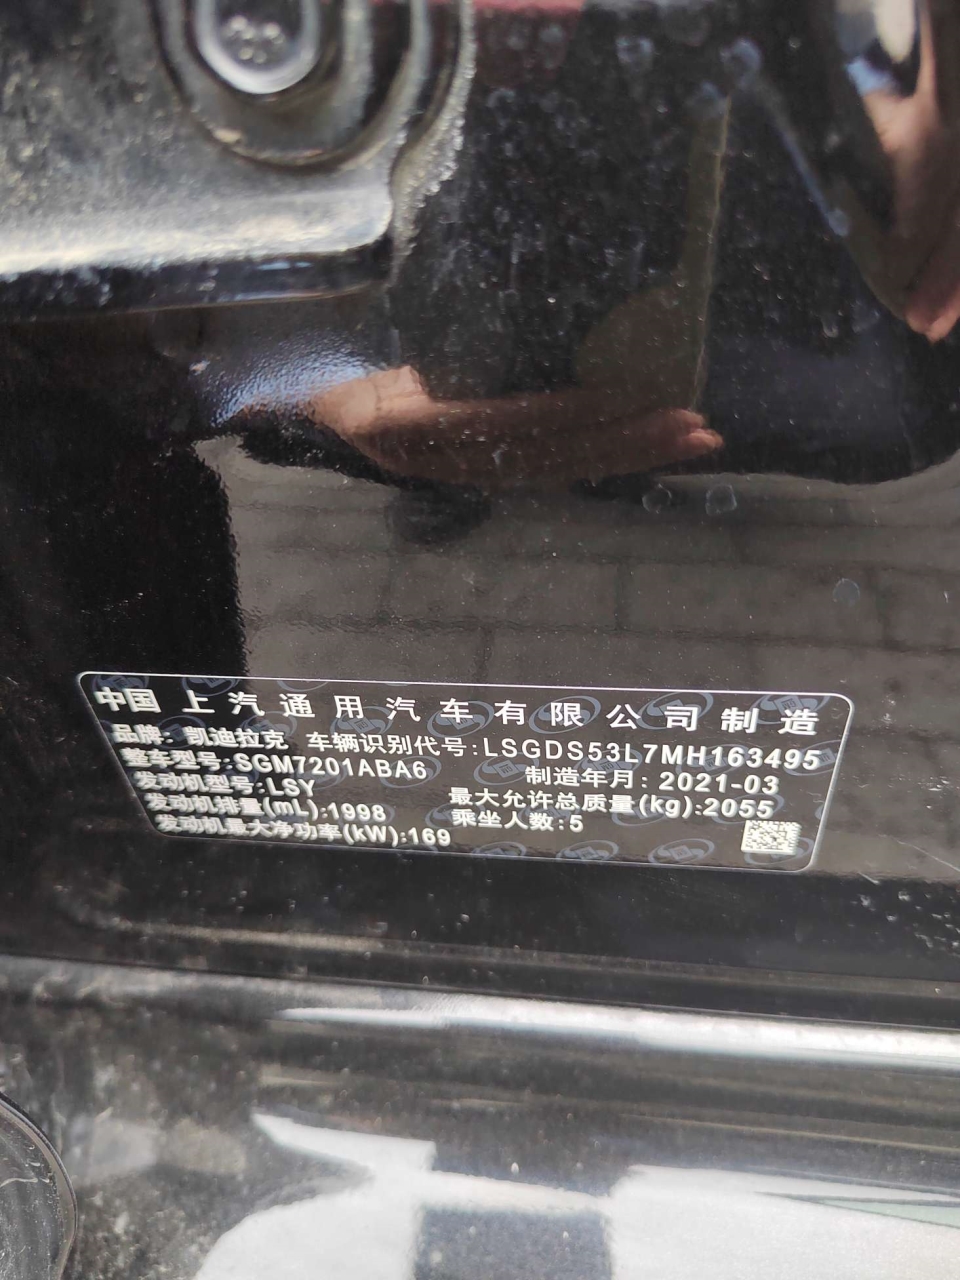 中国上汽通用汽车有限公司制造
品牌: 凯迪拉克 车辆识别代号:LSGDS53L7MH163495
整车型号:SGM7201ABA6 制造年月: 2021-03
发动机型号:LSY 最大允许总质量(kg):2055
发动机排量(mL):1998 乘坐人数:5
发动机最大净功率(kW):169